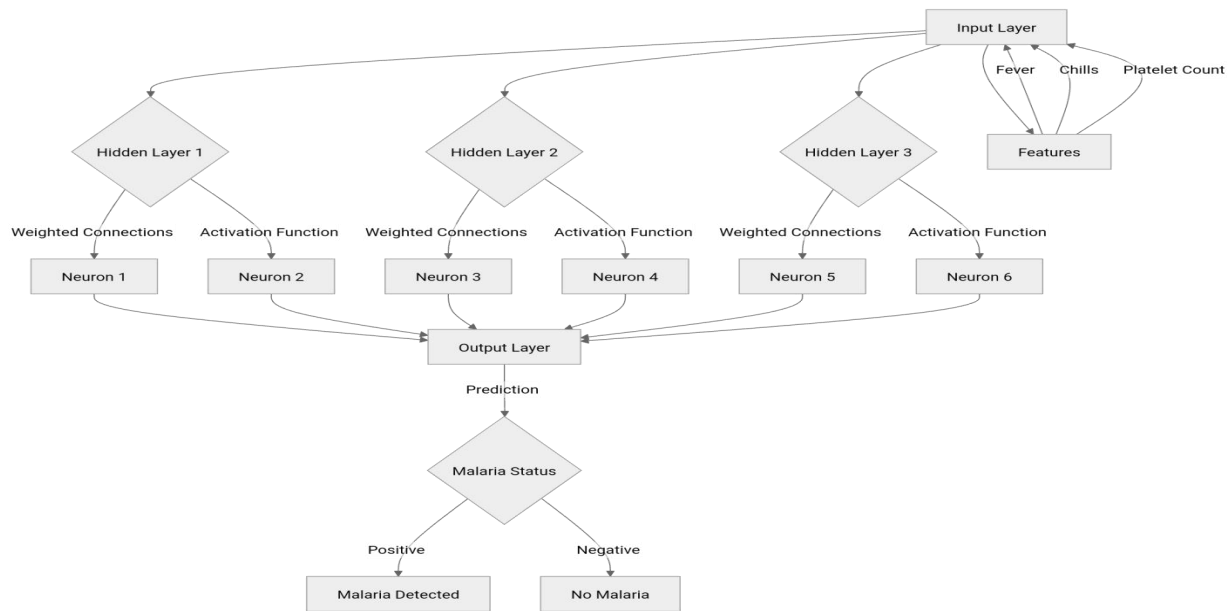 Input Layer
Fever
Chills
Platelet Count
Hidden Layer 1
Hidden Layer 2
Hidden Layer 3
Features
Weighted Connections
Activation Function
Weighted Connections
Activation Function
Weighted Connections
Activation Function
Neuron 1
Neuron 2
Neuron 3
Neuron 4
Neuron 5
Neuron 6
Output Layer
Prediction
Malaria Status
Positive
Negative
Malaria Detected
No Malaria